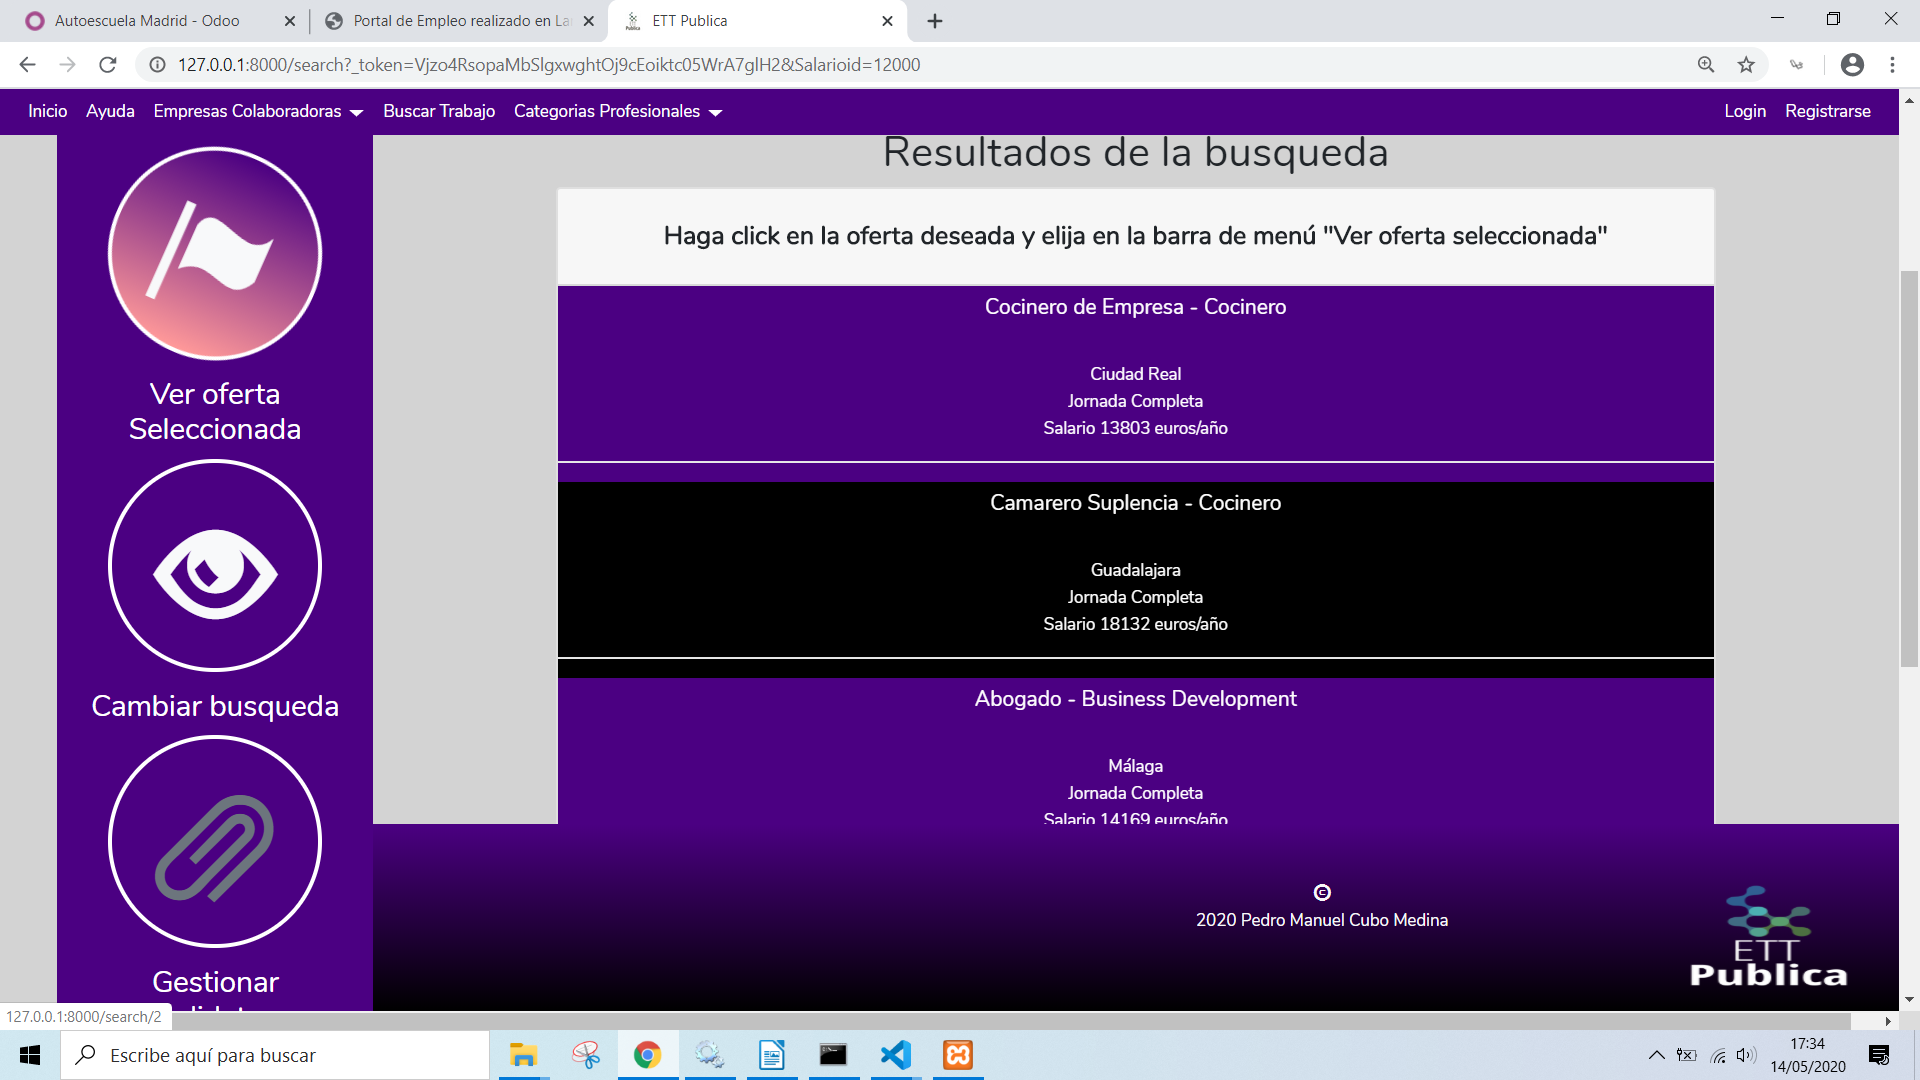 Autoescuela Madrid - Odoo
Portal de Empleo realizado en La
ETT Publica
127.0.0.1:8000/search?_token=Vjzo4RsopaMbSlgxwghtOj9cEoiktc05WrA7glH2&Salarioid=12000
Inicio Ayuda Empresas Colaboradoras Buscar Trabajo Categorias Profesionales Login Registrarse
Resultados de la busqueda
Haga click en la oferta deseada y elija en la barra de menú "Ver oferta seleccionada"
Cocinero de Empresa - Cocinero
Ciudad Real
Jornada Completa
Salario 13803 euros/año
Camarero Suplencia - Cocinero
Guadalajara
Jornada Completa
Salario 18132 euros/año
Abogado - Business Development
Málaga
Jornada Completa
Salario 14169 euros/año
Ver oferta
Seleccionada
Cambiar busqueda
Gestionar
©
2020 Pedro Manuel Cubo Medina
ETT
Publica
127.0.0.1:8000/search/2
Escribe aquí para buscar
17:34
14/05/2020